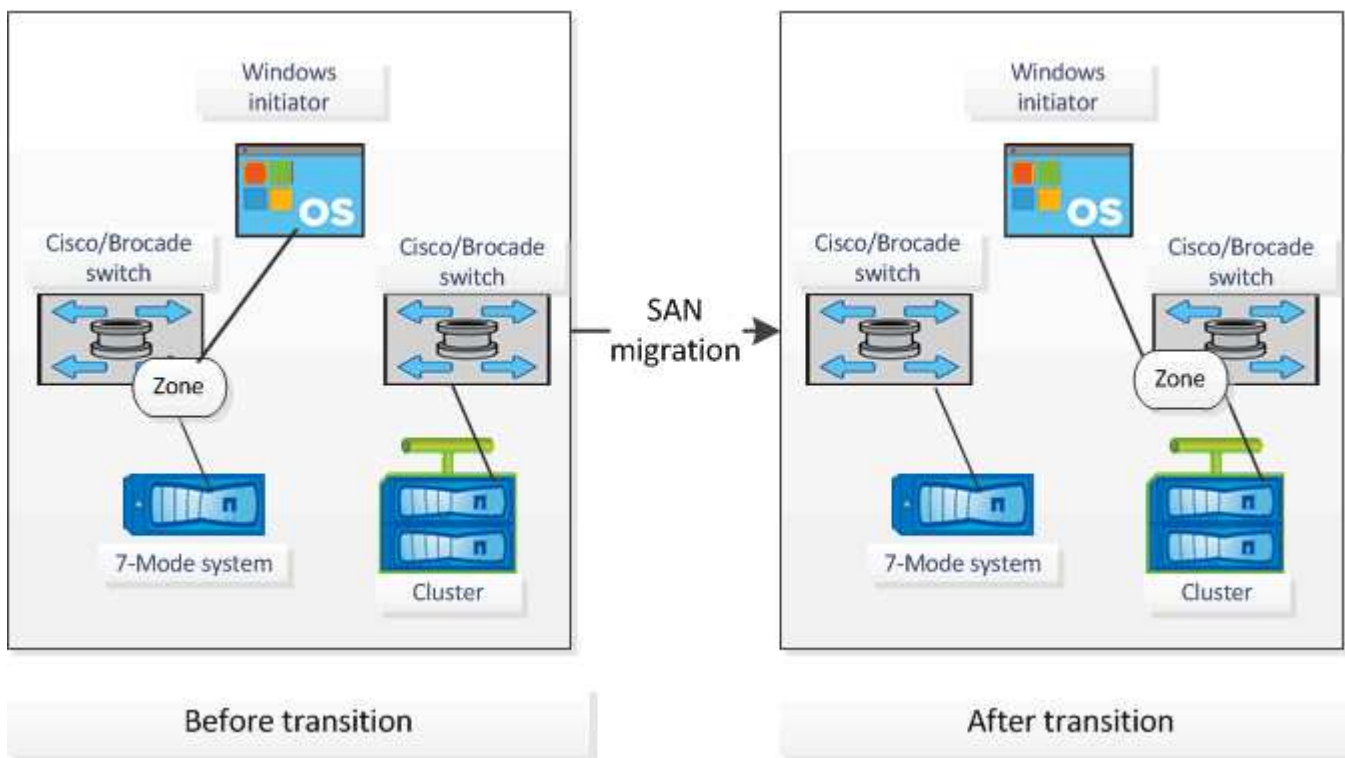 Windows
initiator
OS
Cisco/Brocade
switch
Cisco/Brocade
switch
Zone
7-Mode system
n
n
n
Cluster
SAN
migration
Windows
initiator
OS
Cisco/Brocade
switch
Cisco/Brocade
switch
Zone
7-Mode system
n
n
n
Cluster
Before transition
After transition